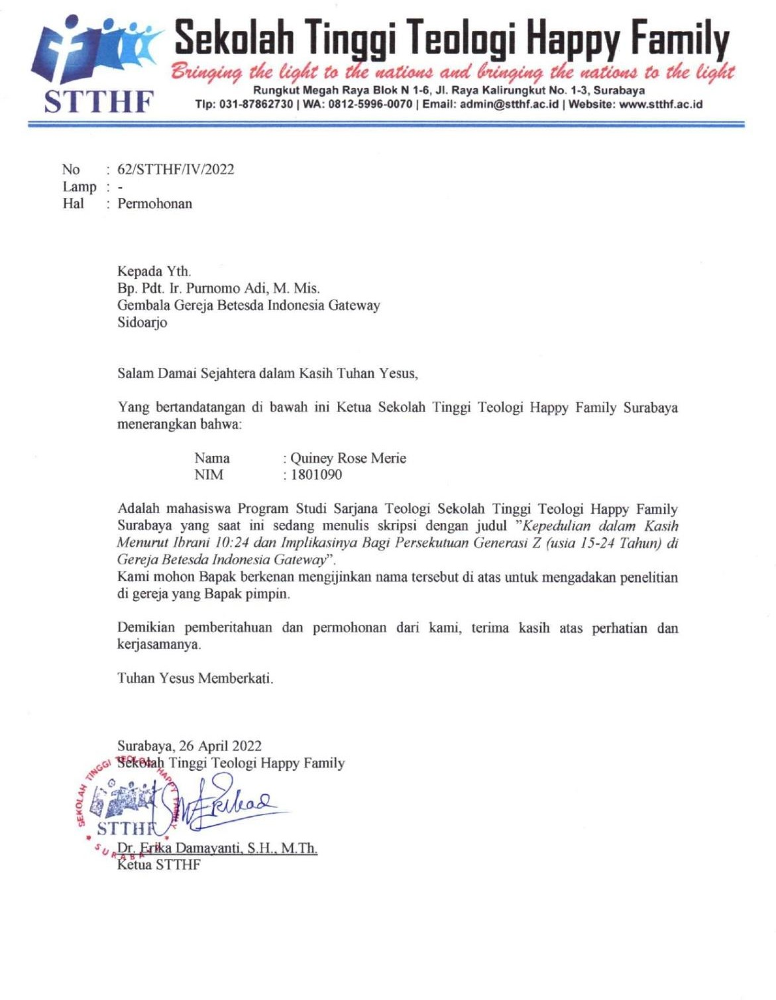 Sekolah Tinggi Teologi Happy Family
Bringing the light to the nations and bringing the nations to the light
STTHF
Rungkut Megah Raya Blok N 1-6, Jl. Raya Kalirungkut No. 1-3, Surabaya
Tlp: 031-87862730 | WA: 0812-5996-0070 | Email: admin@stthf.ac.id | Website: www.stthf.ac.id
No : 62/STTHF/IV/2022
Lamp : -
Hal : Permohonan
Kepada Yth.
Bp. Pdt. Ir. Purnomo Adi, M. Mis.
Gembala Gereja Betesda Indonesia Gateway
Sidoarjo
Salam Damai Sejahtera dalam Kasih Tuhan Yesus,
Yang bertandatangan di bawah ini Ketua Sekolah Tinggi Teologi Happy Family Surabaya
menerangkan bahwa:
Nama : Quiney Rose Merie
NIM : 1801090
Adalah mahasiswa Program Studi Sarjana Teologi Sekolah Tinggi Teologi Happy Family
Surabaya yang saat ini sedang menulis skripsi dengan judul ”Kepedulian dalam Kasih
Menurut Ibrani 10:24 dan Implikasinya Bagi Persekutuan Generasi Z (usia 15-24 Tahun) di
Gereja Betesda Indonesia Gateway”.
Kami mohon Bapak berkenan mengijinkan nama tersebut di atas untuk mengadakan penelitian
di gereja yang Bapak pimpin.
Demikian pemberitahuan dan permohonan dari kami, terima kasih atas perhatian dan
kerjasamanya.
Tuhan Yesus Memberkati.
Surabaya, 26 April 2022
Sekolah Tinggi Teologi Happy Family
SEKOLAH TINGGI TEOLOGI HAPPY FAMILY
STTHF
SURABAYA
Dr. Erika Damayanti, S.H., M.Th.
Ketua STTHF